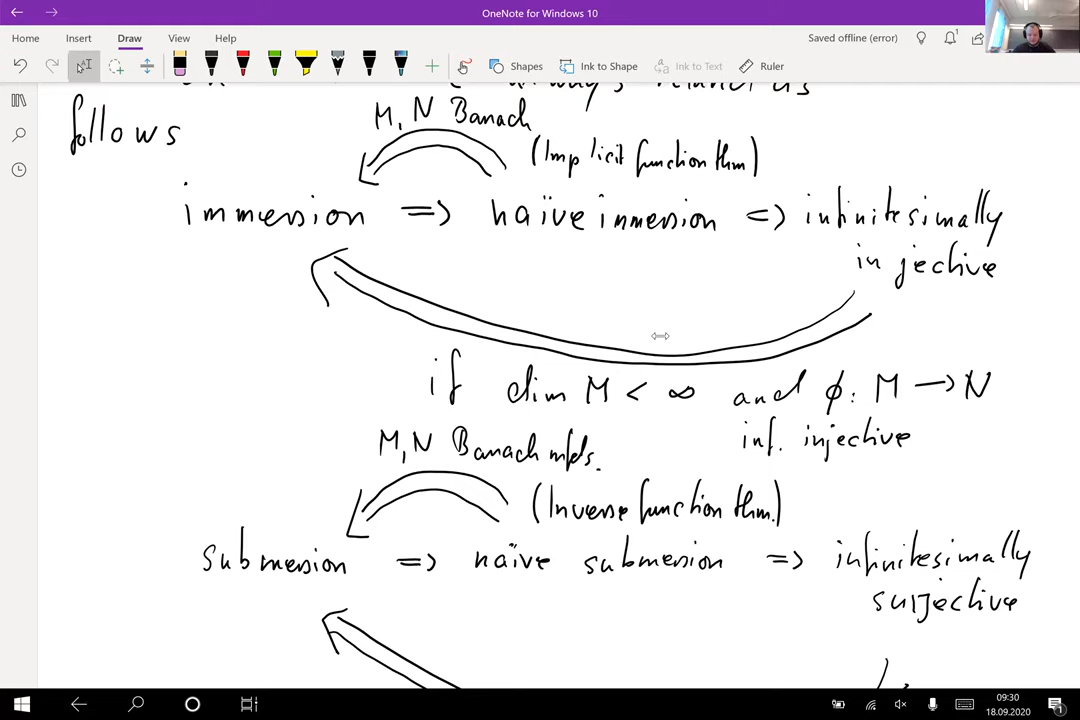 OneNote for Windows 10
Home Insert Draw View Help
Saved offline (error)
Shapes Ink to Shape Ink to Text Ruler
follows
M, N Banach
(Implicit function thm)
immersion => naïve immersion => infinitesimally
injective
if dim M < ∞ and ϕ: M → N
inf. injective
M, N Banach mfds.
(Inverse function thm.)
submersion => naïve submersion => infinitesimally
surjective
09:30
18.09.2020